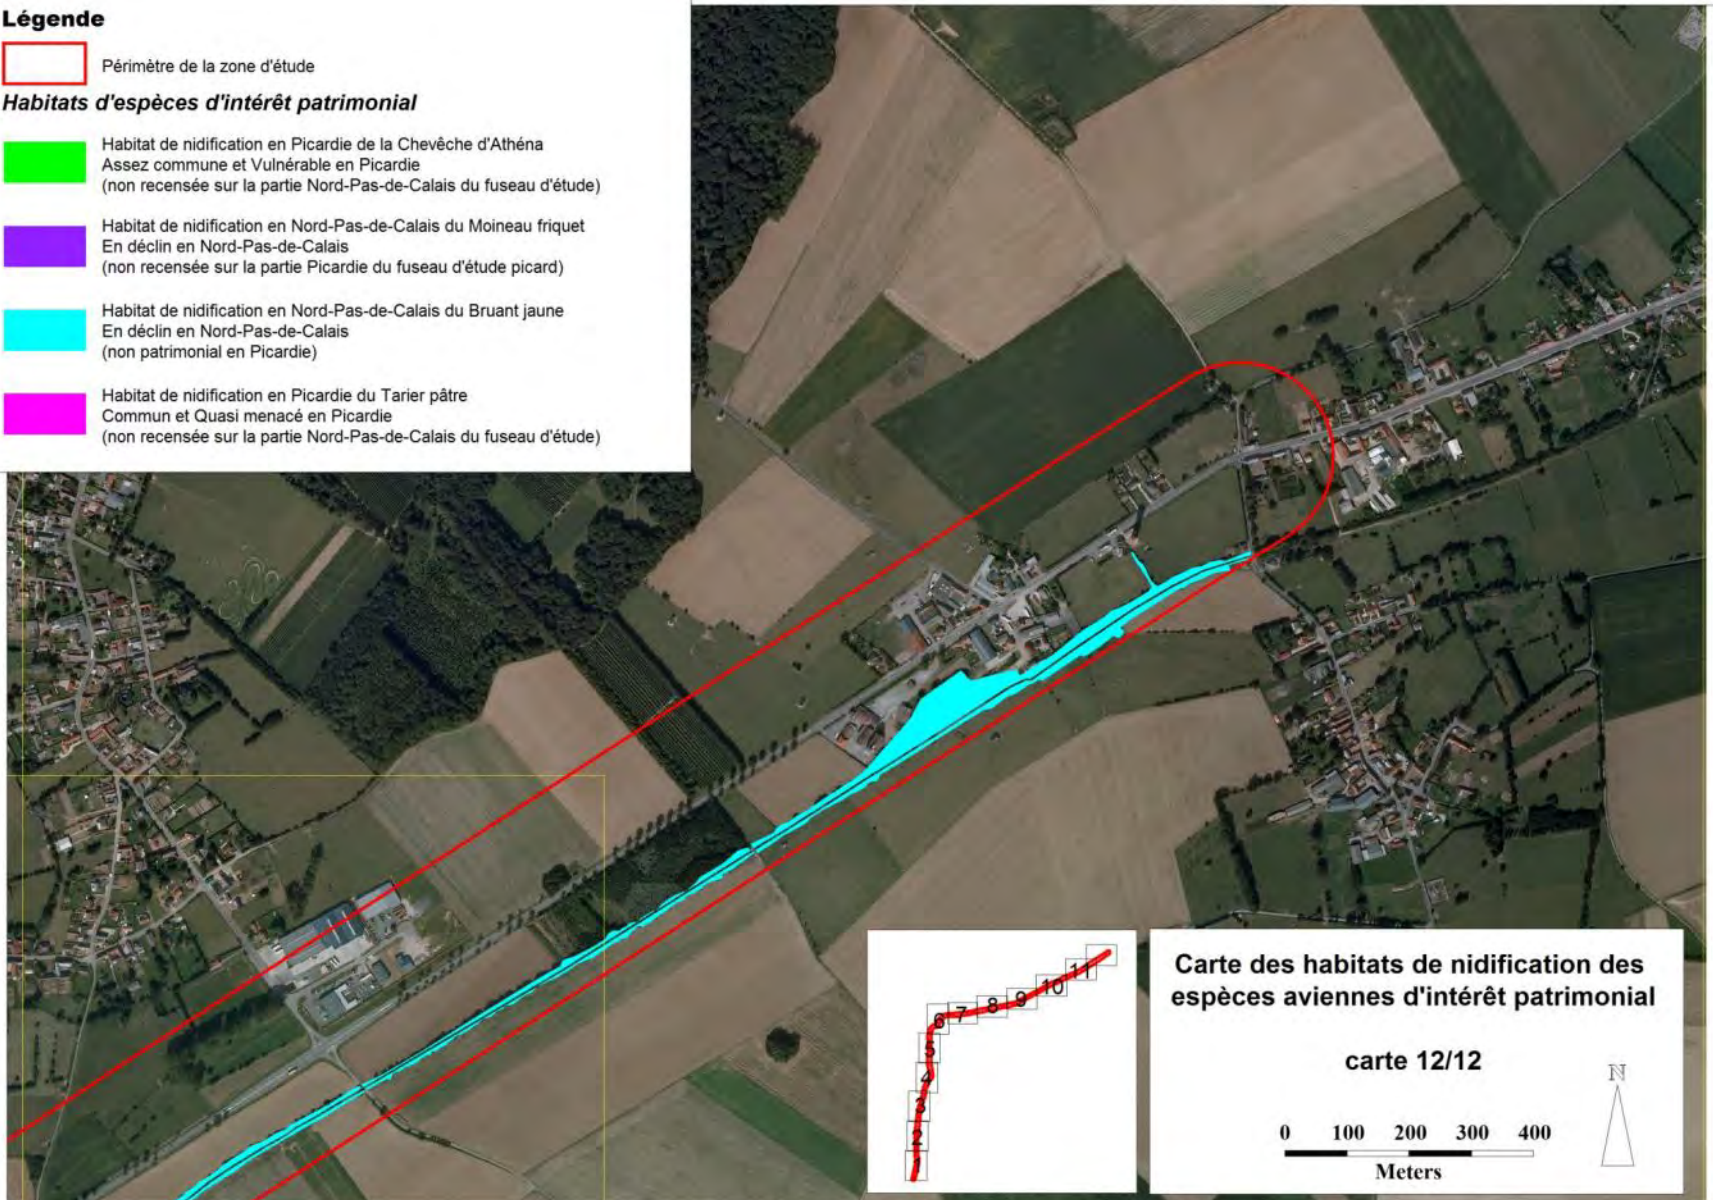 Légende
Périmètre de la zone d'étude
Habitats d'espèces d'intérêt patrimonial
Habitat de nidification en Picardie de la Chevêche d'Athéna
Assez commune et Vulnérable en Picardie
(non recensée sur la partie Nord-Pas-de-Calais du fuseau d'étude)
Habitat de nidification en Nord-Pas-de-Calais du Moineau friquet
En déclin en Nord-Pas-de-Calais
(non recensée sur la partie Picardie du fuseau d'étude picard)
Habitat de nidification en Nord-Pas-de-Calais du Bruant jaune
En déclin en Nord-Pas-de-Calais
(non patrimonial en Picardie)
Habitat de nidification en Picardie du Tarier pâtre
Commun et Quasi menacé en Picardie
(non recensée sur la partie Nord-Pas-de-Calais du fuseau d'étude)
11
10
9
8
7
6
5
4
3
2
1
Carte des habitats de nidification des
espèces aviennes d'intérêt patrimonial
carte 12/12
N
0 100 200 300 400
Meters